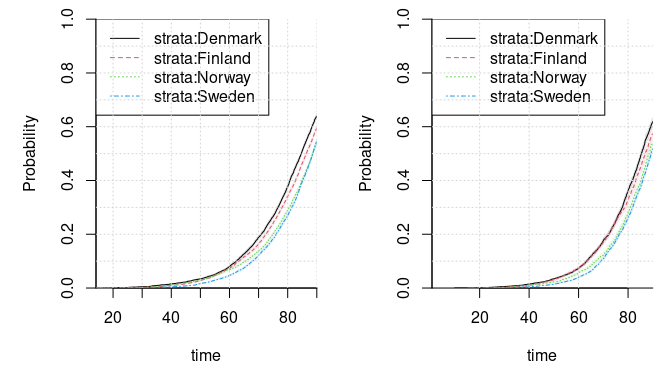 Probability
1.0
0.8
0.6
0.4
0.2
0.0
strata:Denmark
strata:Finland
strata:Norway
strata:Sweden
20 40 60 80
time
Probability
1.0
0.8
0.6
0.4
0.2
0.0
strata:Denmark
strata:Finland
strata:Norway
strata:Sweden
20 40 60 80
time